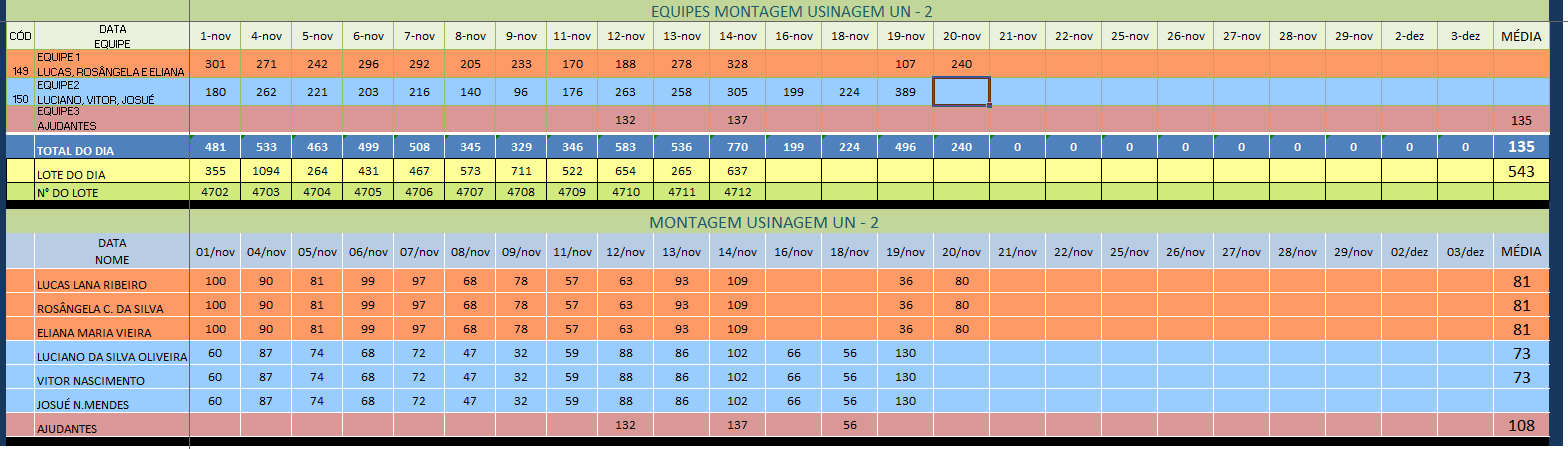 EQUIPES MONTAGEM USINAGEM UN - 2
CÓD DATA EQUIPE 1-nov 4-nov 5-nov 6-nov 7-nov 8-nov 9-nov 11-nov 12-nov 13-nov 14-nov 16-nov 18-nov 19-nov 20-nov 21-nov 22-nov 25-nov 26-nov 27-nov 28-nov 29-nov 2-dez 3-dez MÉDIA
EQUIPE 1
149 LUCAS, ROSÂNGELA E ELIANA 301 271 242 296 292 205 233 170 188 278 328 107 240
EQUIPE2
150 LUCIANO, VITOR, JOSUÉ 180 262 221 203 216 140 96 176 263 258 305 199 224 389
EQUIPE3
AJUDANTES 132 137 135
TOTAL DO DIA 481 533 463 499 508 345 329 346 583 536 770 199 224 496 240 0 0 0 0 0 0 0 0 0 135
LOTE DO DIA 355 1094 264 431 467 573 711 522 654 265 637 543
N° DO LOTE 4702 4703 4704 4705 4706 4707 4708 4709 4710 4711 4712
MONTAGEM USINAGEM UN - 2
DATA NOME 01/nov 04/nov 05/nov 06/nov 07/nov 08/nov 09/nov 11/nov 12/nov 13/nov 14/nov 16/nov 18/nov 19/nov 20/nov 21/nov 22/nov 25/nov 26/nov 27/nov 28/nov 29/nov 02/dez 03/dez MÉDIA
LUCAS LANA RIBEIRO 100 90 81 99 97 68 78 57 63 93 109 36 80 81
ROSÂNGELA C. DA SILVA 100 90 81 99 97 68 78 57 63 93 109 36 80 81
ELIANA MARIA VIEIRA 100 90 81 99 97 68 78 57 63 93 109 36 80 81
LUCIANO DA SILVA OLIVEIRA 60 87 74 68 72 47 32 59 88 86 102 66 56 130 73
VITOR NASCIMENTO 60 87 74 68 72 47 32 59 88 86 102 66 56 130 73
JOSUÉ N.MENDES 60 87 74 68 72 47 32 59 88 86 102 66 56 130
AJUDANTES 132 137 56 108